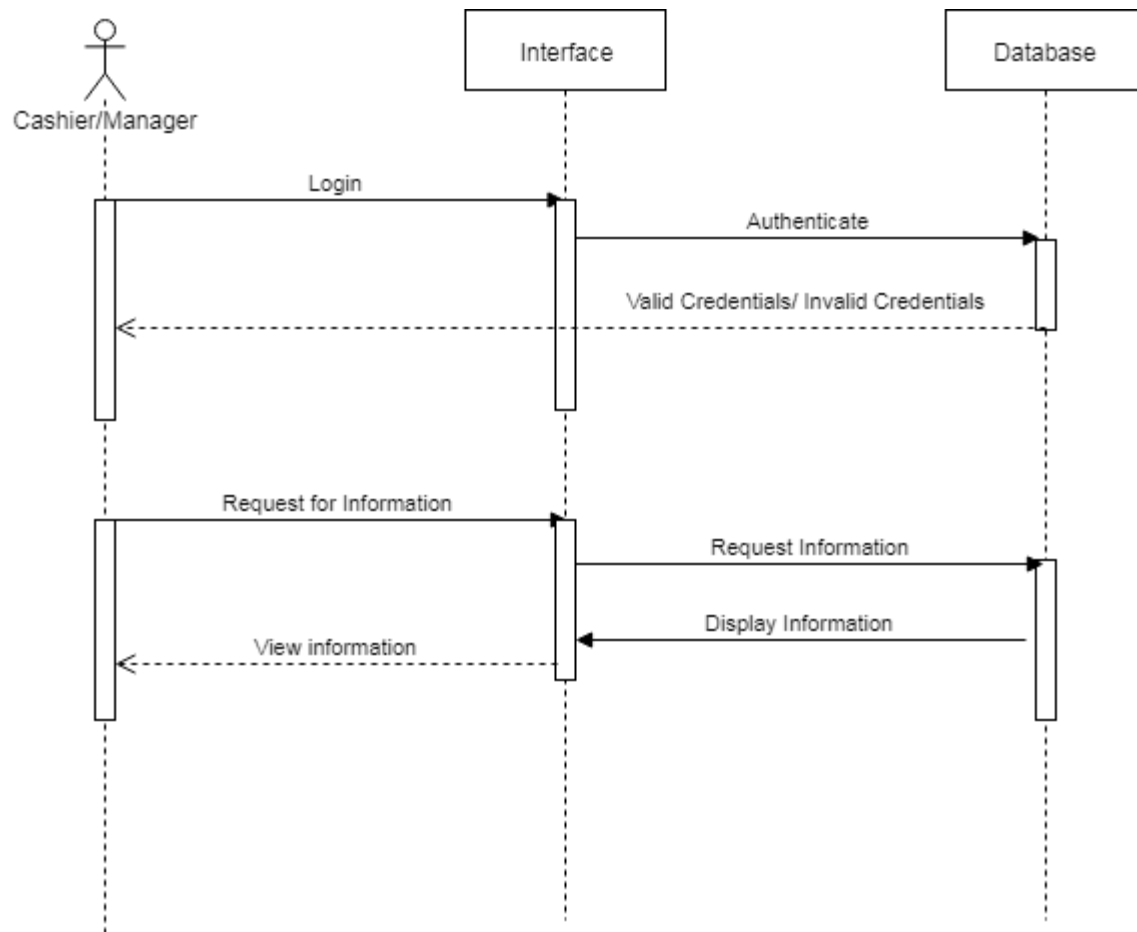 Interface
Database
Cashier/Manager
Login
Authenticate
Valid Credentials/ Invalid Credentials
Request for Information
Request Information
Display Information
View information